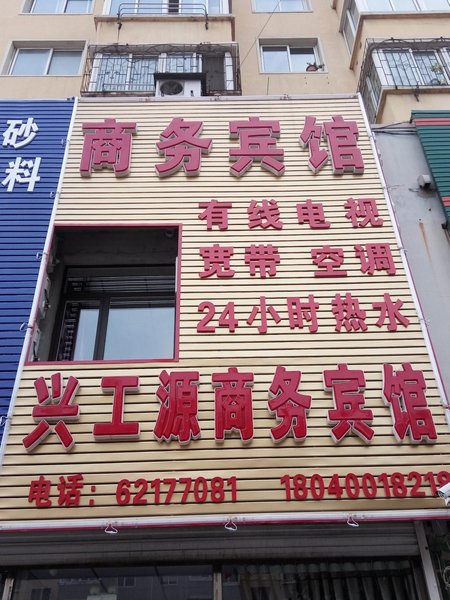 砂料
商务宾馆
有线电视
宽带 空调
24小时热水
兴工源商务宾馆
电话：62177081 18040018218